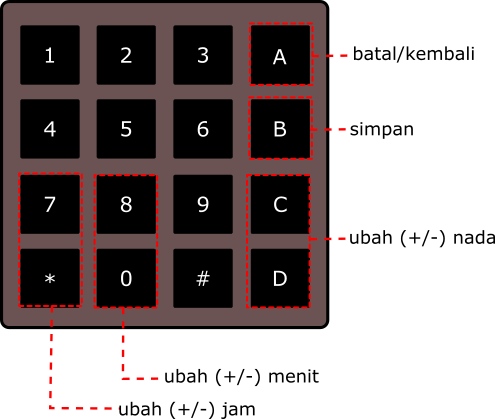 1 2 3 A
batal/kembali
4 5 6 B
simpan
7 8 9 C
ubah (+/-) nada
* 0 # D
ubah (+/-) menit
ubah (+/-) jam